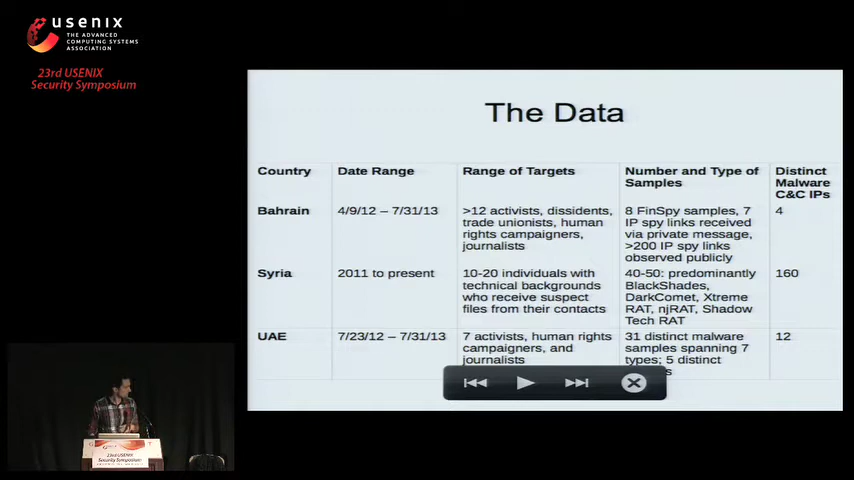 usenix
THE ADVANCED
COMPUTING SYSTEMS
ASSOCIATION
23rd USENIX
Security Symposium
The Data
Country
Date Range
Range of Targets
Number and Type of
Samples
Distinct
Malware
C&C IPs
Bahrain
4/9/12 – 7/31/13
>12 activists, dissidents,
trade unionists, human
rights campaigners,
journalists
8 FinSpy samples, 7
IP spy links received
via private message,
>200 IP spy links
observed publicly
4
Syria
2011 to present
10-20 individuals with
technical backgrounds
who receive suspect
files from their contacts
40-50: predominantly
BlackShades,
DarkComet, Xtreme
RAT, njRAT, Shadow
Tech RAT
160
UAE
7/23/12 – 7/31/13
7 activists, human rights
campaigners, and
journalists
31 distinct malware
samples spanning 7
types; 5 distinct
12
usenix
23rd USENIX
Security Symposium